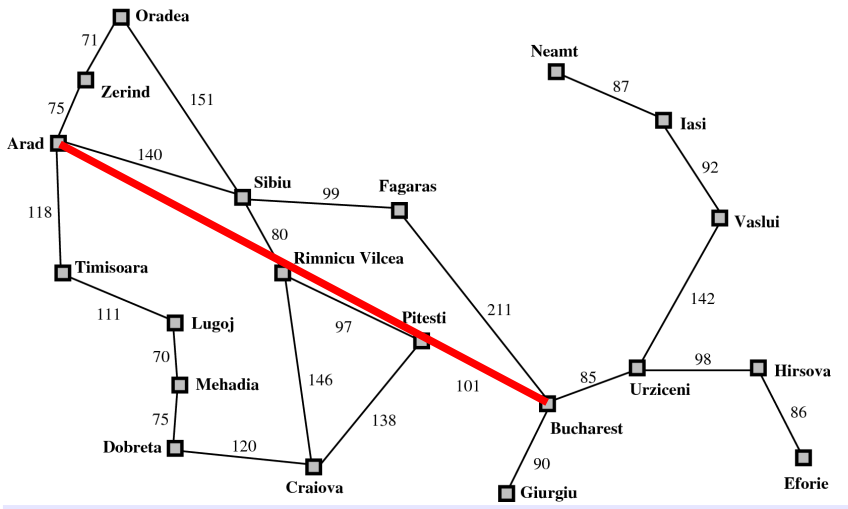 Oradea
71
Neamt
87
Zerind
151
75
Iasi
Arad
140
92
Sibiu
99
Fagaras
118
80
Vaslui
Rimnicu Vilcea
Timisoara
111
Lugoj
97
Pitesti
211
142
70
98
Mehadia
146
101
85
Hirsova
Urziceni
75
138
86
Dobreta
120
Bucharest
90
Craiova
Giurgiu
Eforie